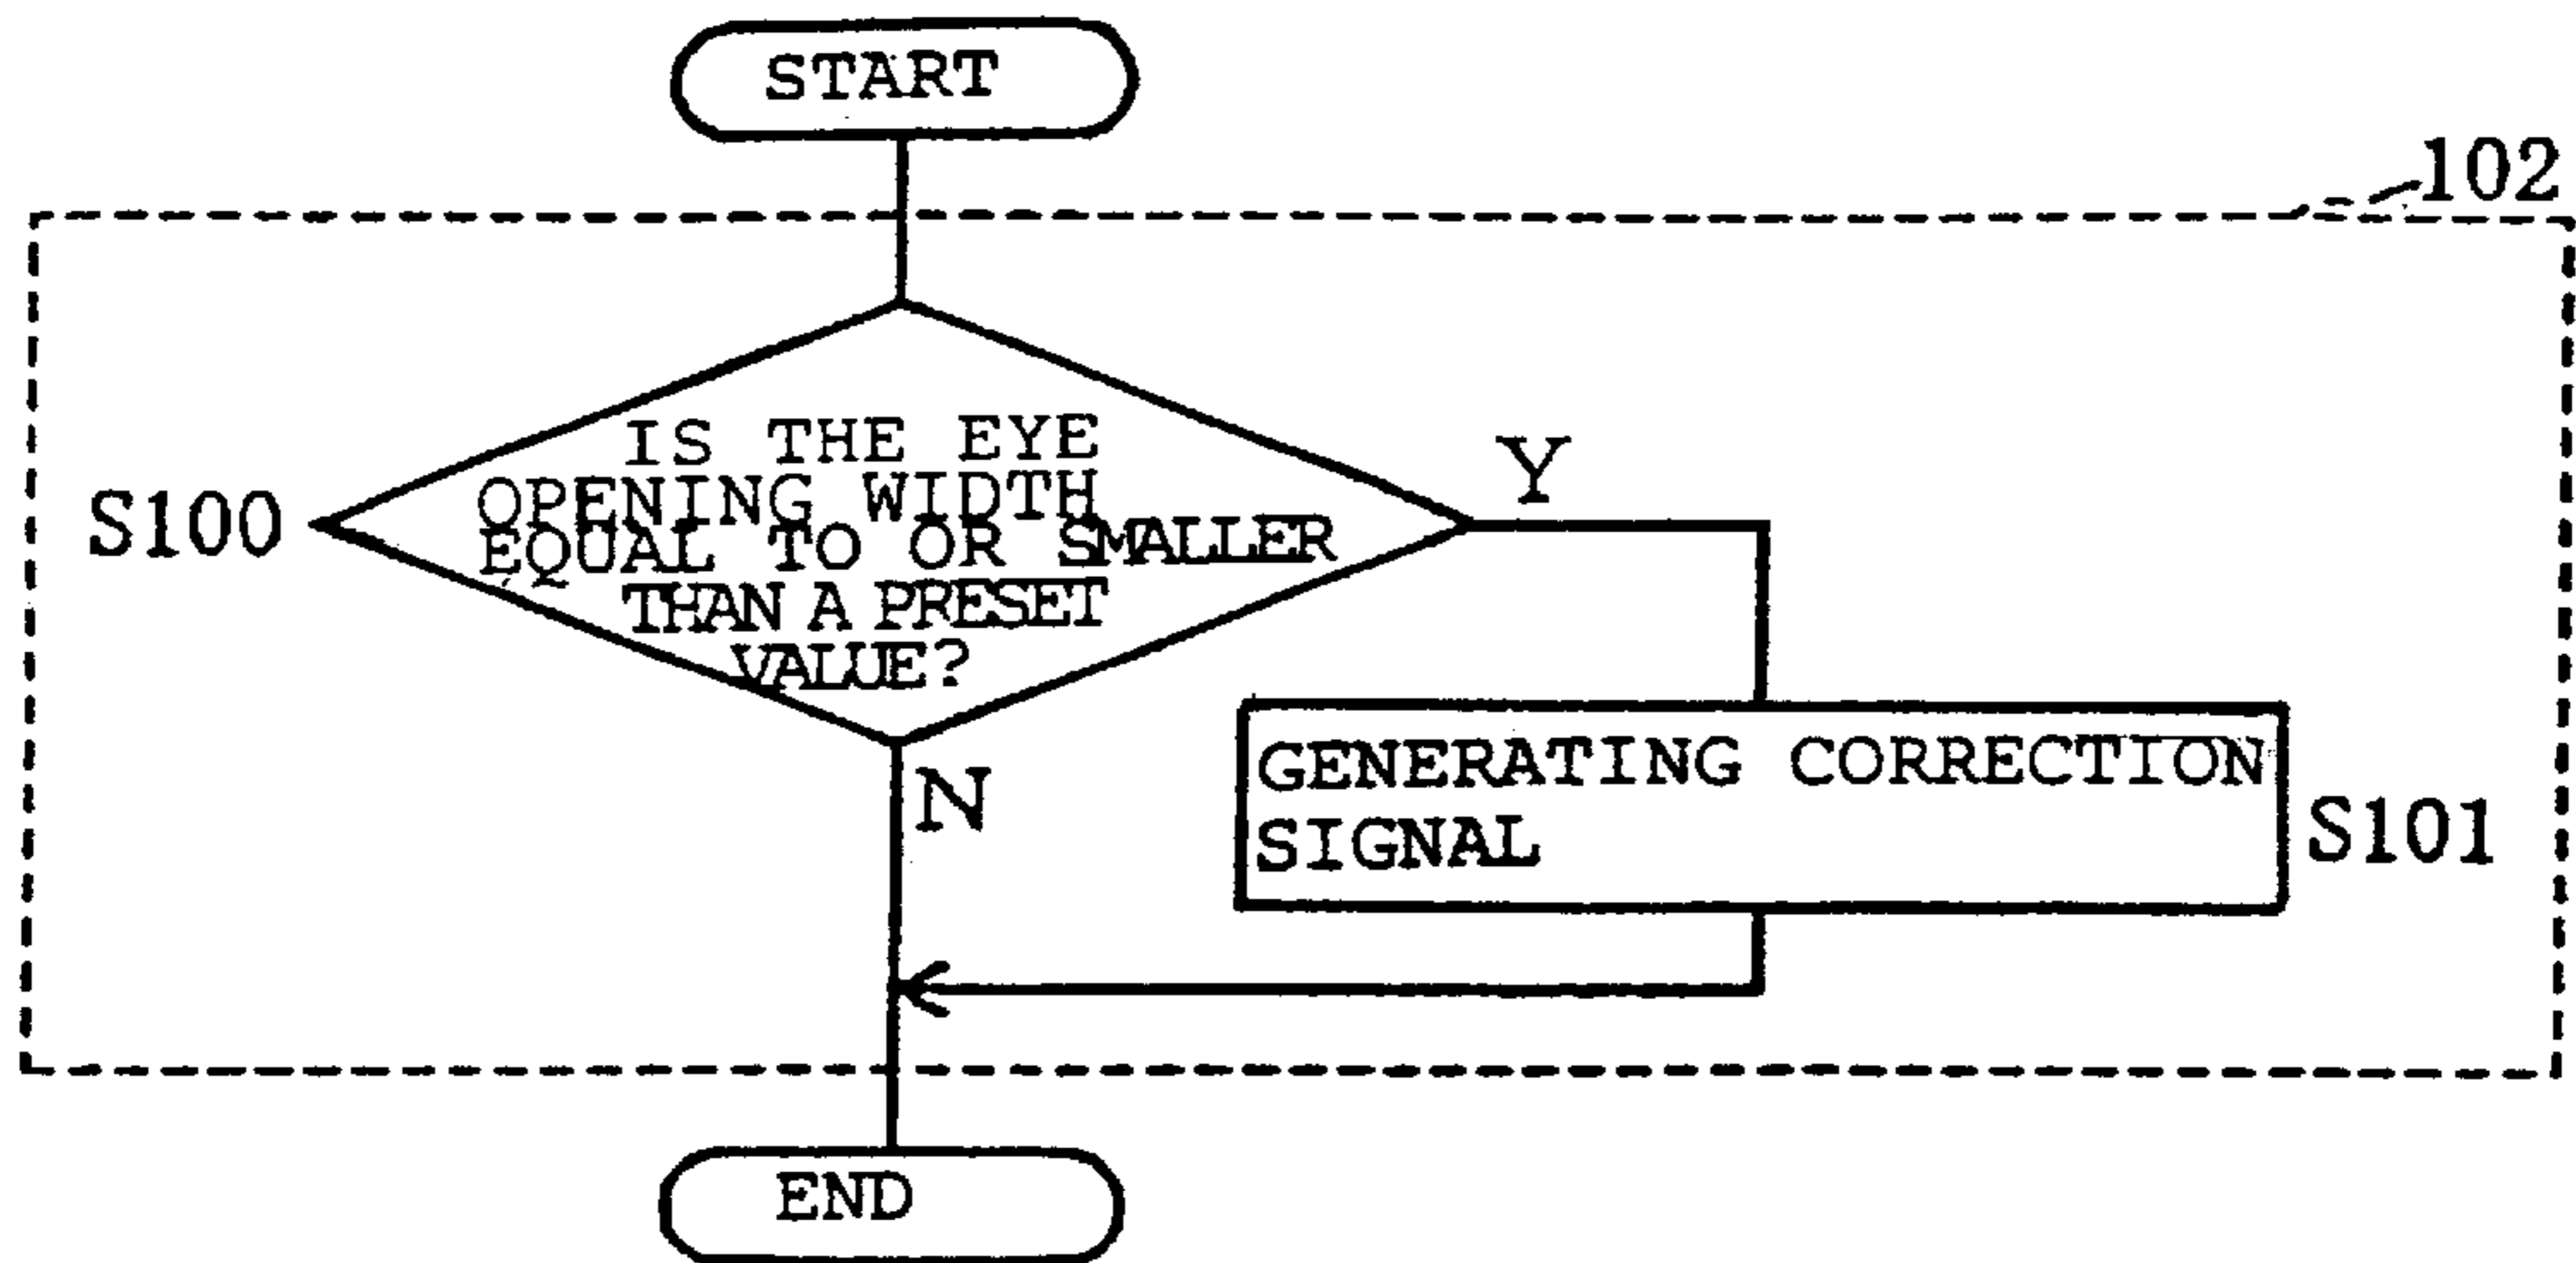 START
102
IS THE EYE
OPENING WIDTH
EQUAL TO OR SMALLER
THAN A PRESET
VALUE?
S100
Y
N
GENERATING CORRECTION
SIGNAL
S101
END